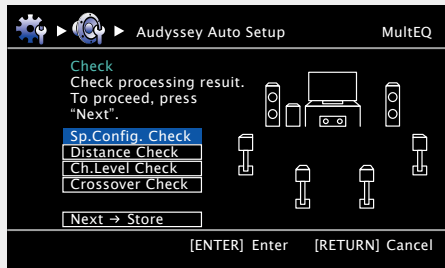 Audyssey Auto Setup MultEQ
Check
Check processing resuit.
To proceed, press
“Next”.
Sp.Config. Check
Distance Check
Ch.Level Check
Crossover Check
Next → Store
[ENTER] Enter [RETURN] Cancel